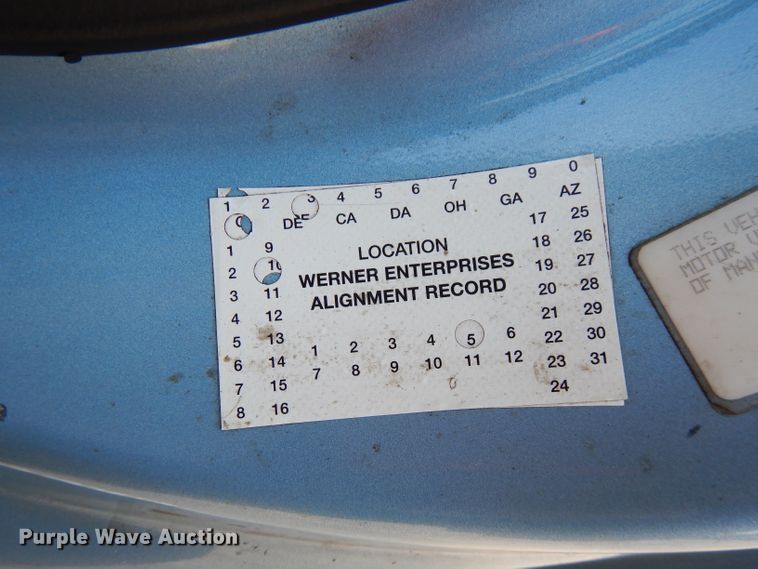 1 2 3 4 5 6 7 8 9 0
DE CA DA OH GA AZ
LOCATION
WERNER ENTERPRISES
ALIGNMENT RECORD
1 9
2 10
3 11
4 12
5 13
6 14
7 15
8 16
17 25
18 26
19 27
20 28
21 29
22 30
23 31
24
1 2 3 4 5 6
7 8 9 10 11 12
THIS VEH
MOTOR V
OF MAN
Purple Wave Auction